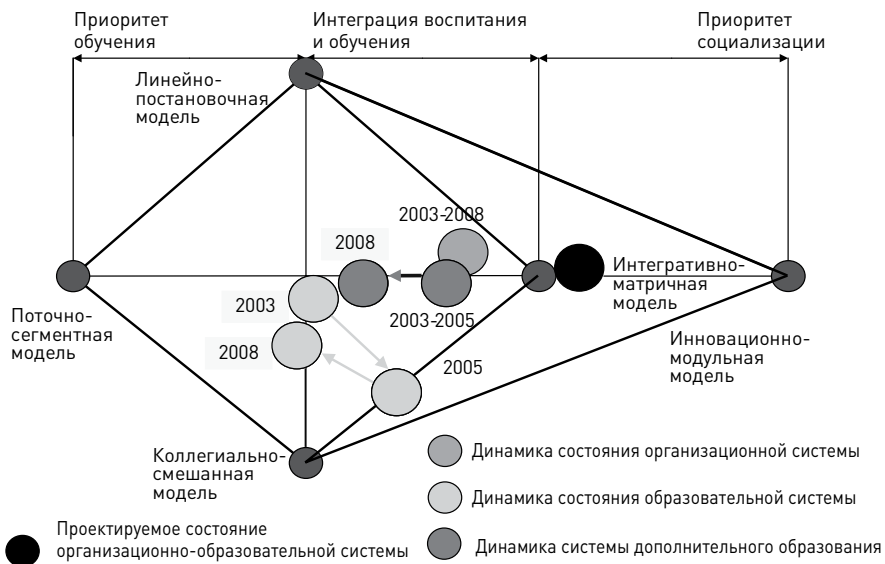 Приоритет
обучения
Интеграция воспитания
и обучения
Приоритет
социализации
Линейно-
постановочная
модель
2003-2008
2008
2003
2008
2003-2005
2005
Интегративно-
матричная
модель
Поточно-
сегментная
модель
Инновационно-
модульная
модель
Коллегиально-
смешанная
модель
Динамика состояния организационной системы
Динамика состояния образовательной системы
Проектируемое состояние
организационно-образовательной системы
Динамика системы дополнительного образования